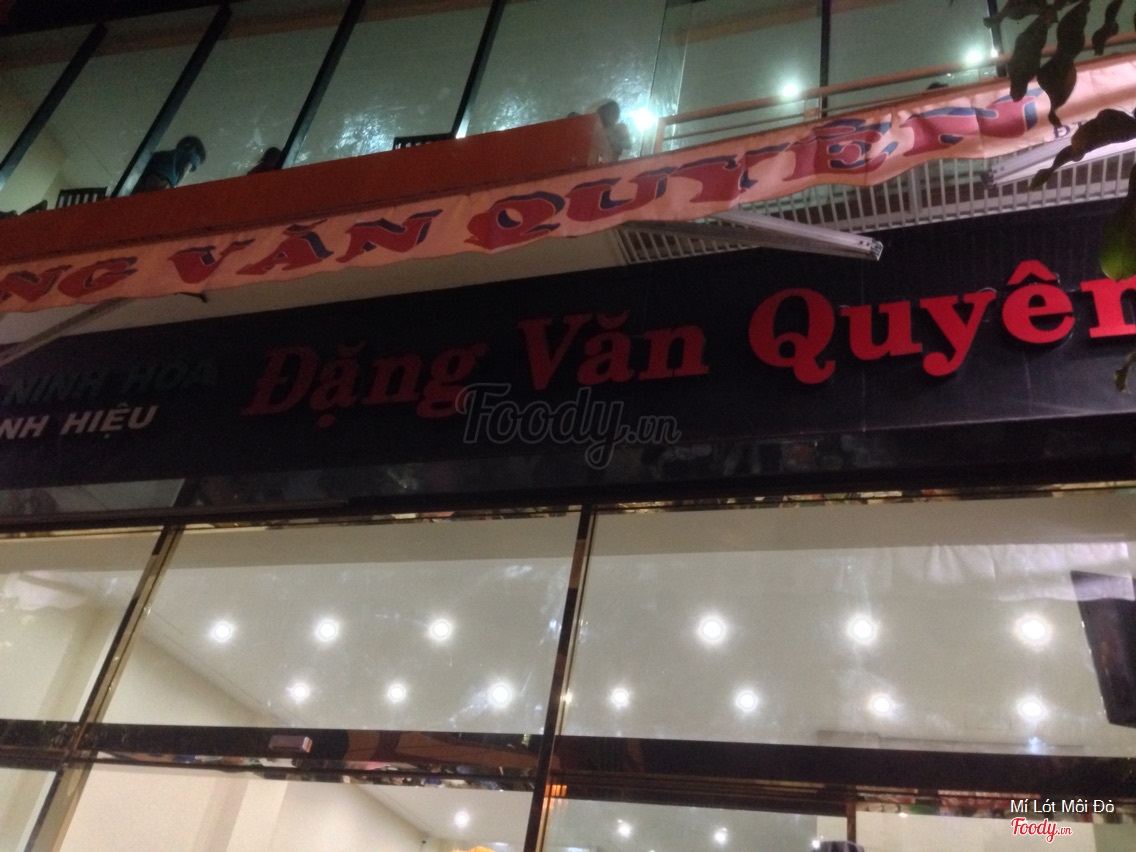 NG VĂN QUYÊN
NINH HÒA
NH HIỆU
Đặng Văn Quyên
Foody.vn
Mí Lót Môi Đỏ
Foody.vn